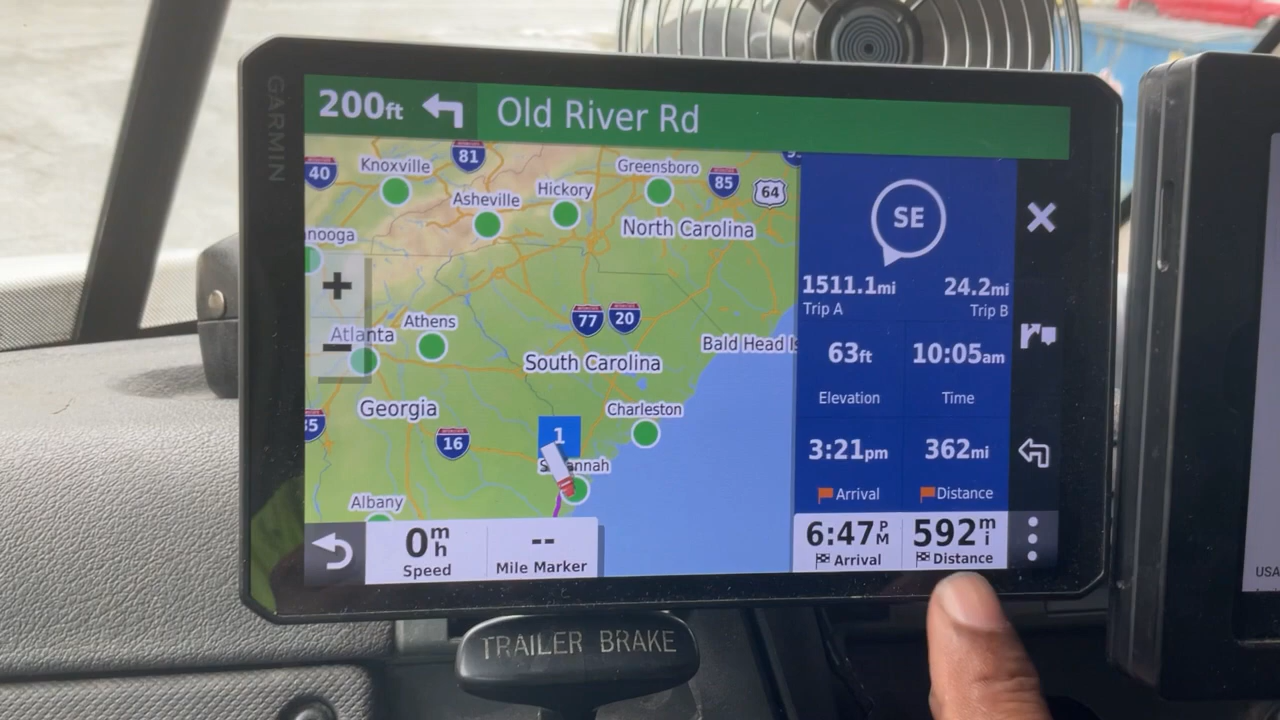 GARMIN
200ft
Old River Rd
81
40
Knoxville
Greensboro
85
64
Asheville
Hickory
North Carolina
nooga
SE
1511.1mi
24.2mi
Trip A
Trip B
+
77
20
Athens
Atlanta
−
Bald Head Is
South Carolina
63ft
10:05am
Elevation
Time
Georgia
Charleston
35
16
1
3:21pm
362mi
Arrival
Distance
Albany
0mh
Speed
--
Mile Marker
6:47PM
592mi
Arrival
Distance
TRAILER BRAKE
USA